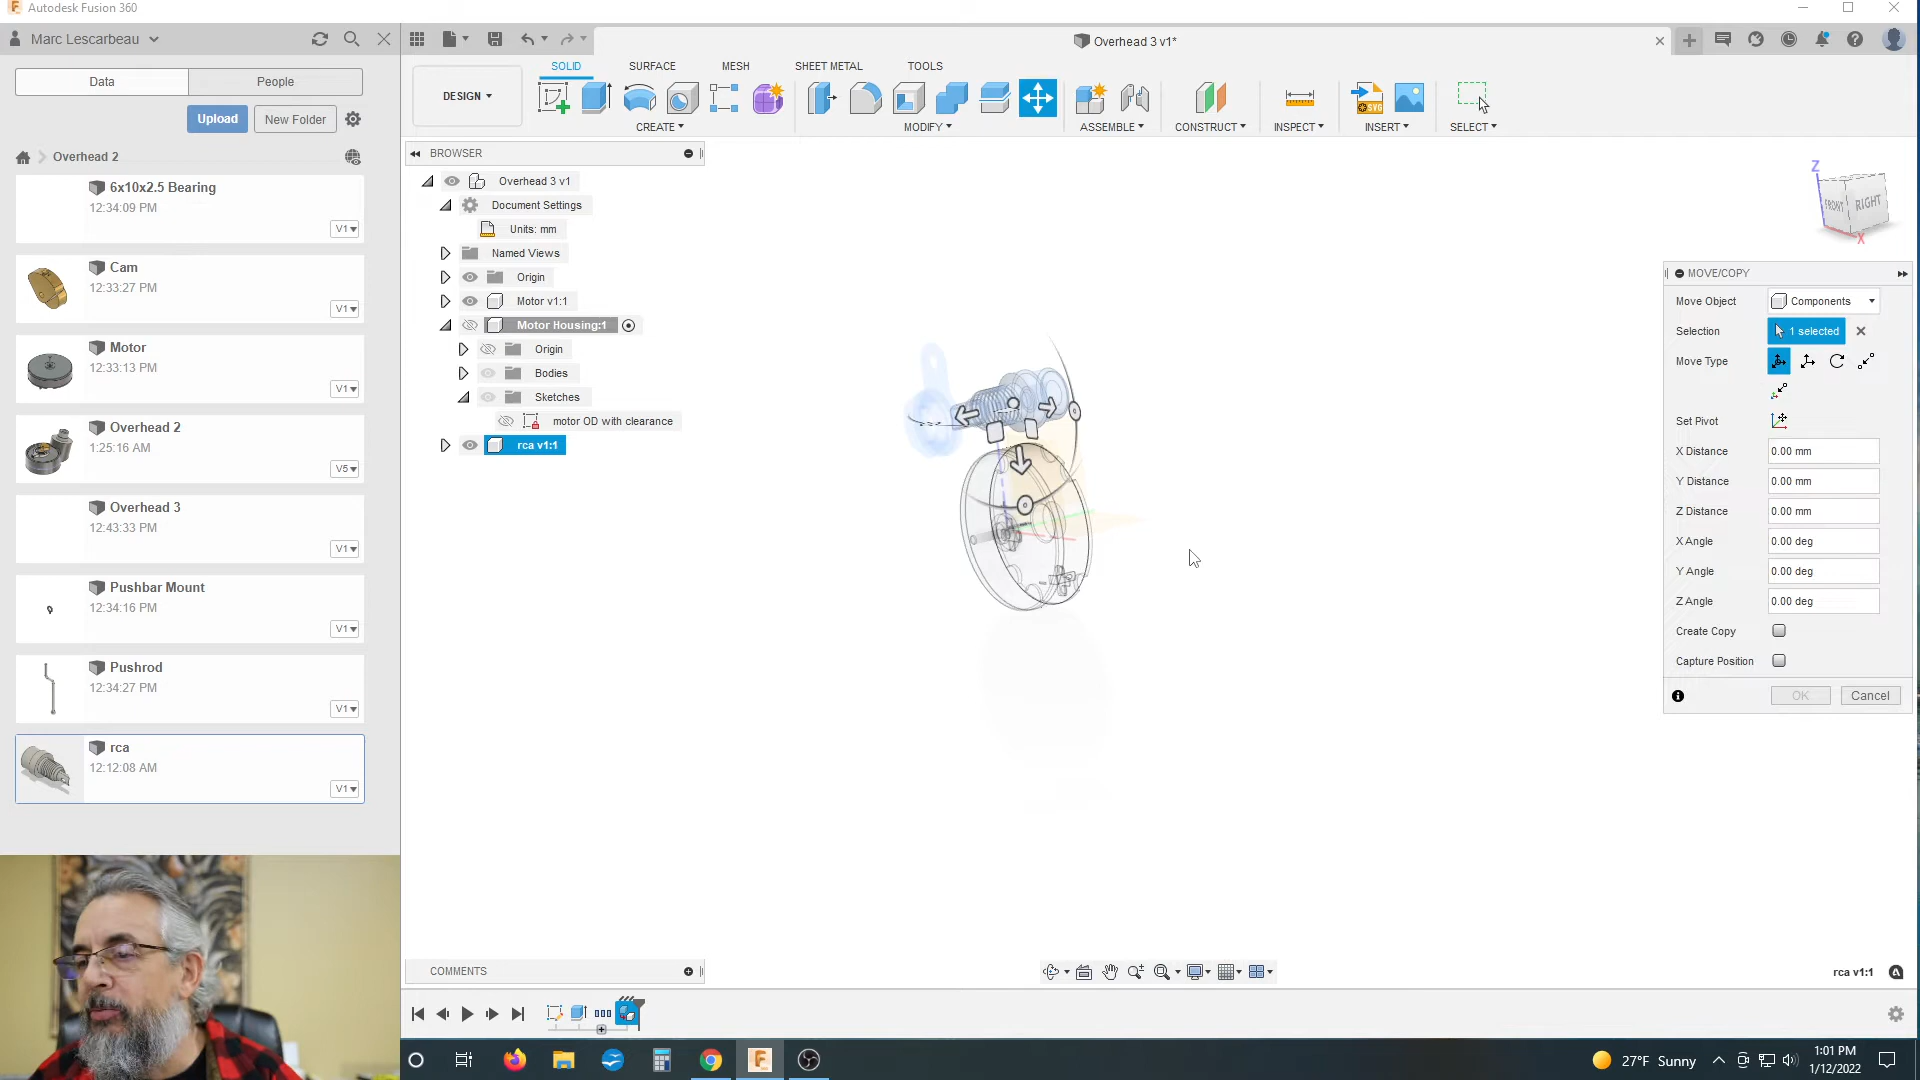 Autodesk Fusion 360
Marc Lescarbeau
Overhead 3 v1*
Data
People
Upload
New Folder
Overhead 2
6x10x2.5 Bearing
12:34:09 PM
V1
Cam
12:33:27 PM
V1
Motor
12:33:13 PM
V1
Overhead 2
1:25:16 AM
V5
Overhead 3
12:43:33 PM
V1
Pushbar Mount
12:34:16 PM
V1
Pushrod
12:34:27 PM
V1
rca
12:12:08 AM
V1
SOLID SURFACE MESH SHEET METAL TOOLS
DESIGN
CREATE MODIFY ASSEMBLE CONSTRUCT INSPECT INSERT SELECT
SVG
BROWSER
Overhead 3 v1
Document Settings
Units: mm
Named Views
Origin
Motor v1:1
Motor Housing:1
Origin
Bodies
Sketches
motor OD with clearance
rca v1:1
Z
FRONT
RIGHT
X
MOVE/COPY
Move Object Components
Selection 1 selected
Move Type
Set Pivot
X Distance 0.00 mm
Y Distance 0.00 mm
Z Distance 0.00 mm
X Angle 0.00 deg
Y Angle 0.00 deg
Z Angle 0.00 deg
Create Copy
Capture Position
OK Cancel
COMMENTS
rca v1:1
27°F Sunny
1:01 PM
1/12/2022